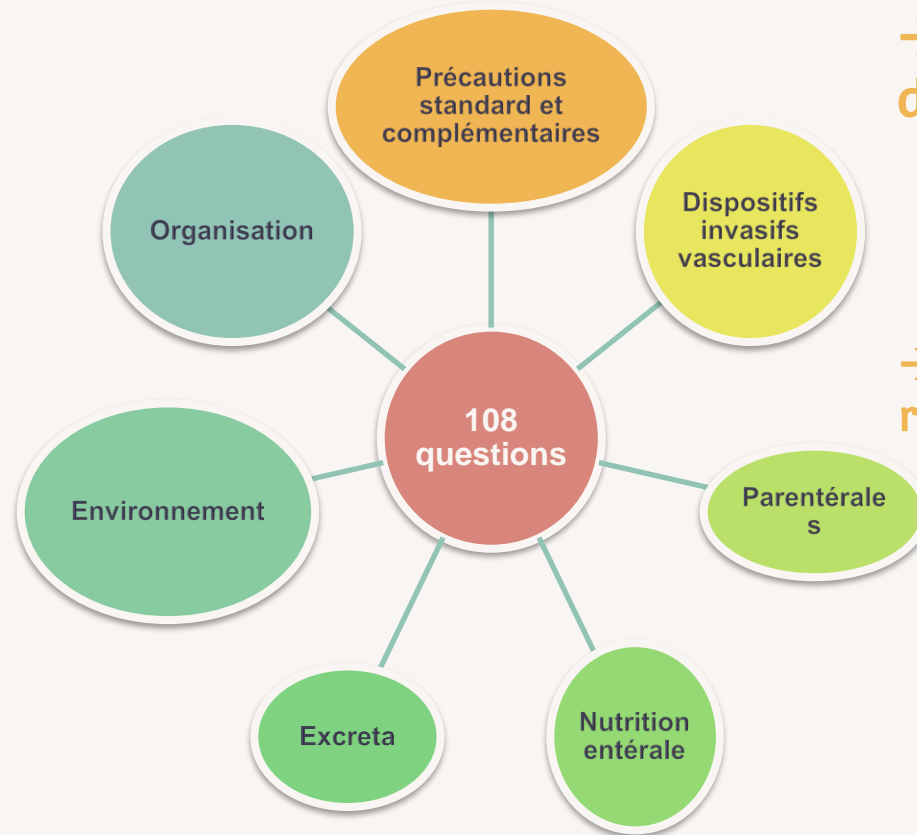 Précautions
standard et
complémentaires
Dispositifs
invasifs
vasculaires
Organisation
108
questions
Environnement
Parentérale
s
Excreta
Nutrition
entérale